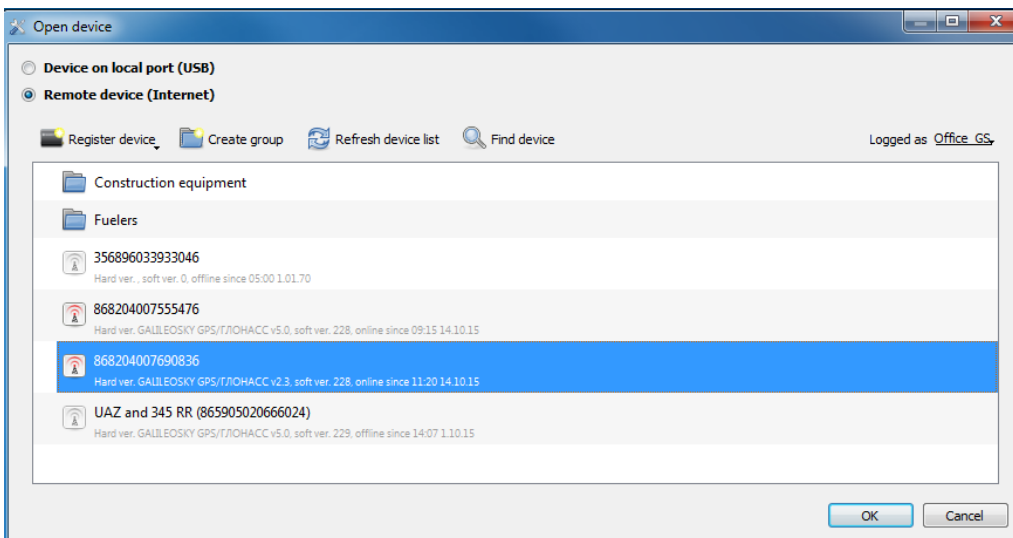 Open device
Device on local port (USB)
Remote device (Internet)
Register device Create group Refresh device list Find device Logged as Office_GS
Construction equipment
Fuelers
356896033933046
Hard ver. , soft ver. 0, offline since 05:00 1.01.70
868204007555476
Hard ver. GALILEOSKY GPS/ГЛОНАСС v5.0, soft ver. 228, online since 09:15 14.10.15
868204007690836
Hard ver. GALILEOSKY GPS/ГЛОНАСС v2.3, soft ver. 228, online since 11:20 14.10.15
UAZ and 345 RR (865905020666024)
Hard ver. GALILEOSKY GPS/ГЛОНАСС v5.0, soft ver. 229, offline since 14:07 1.10.15
OK Cancel